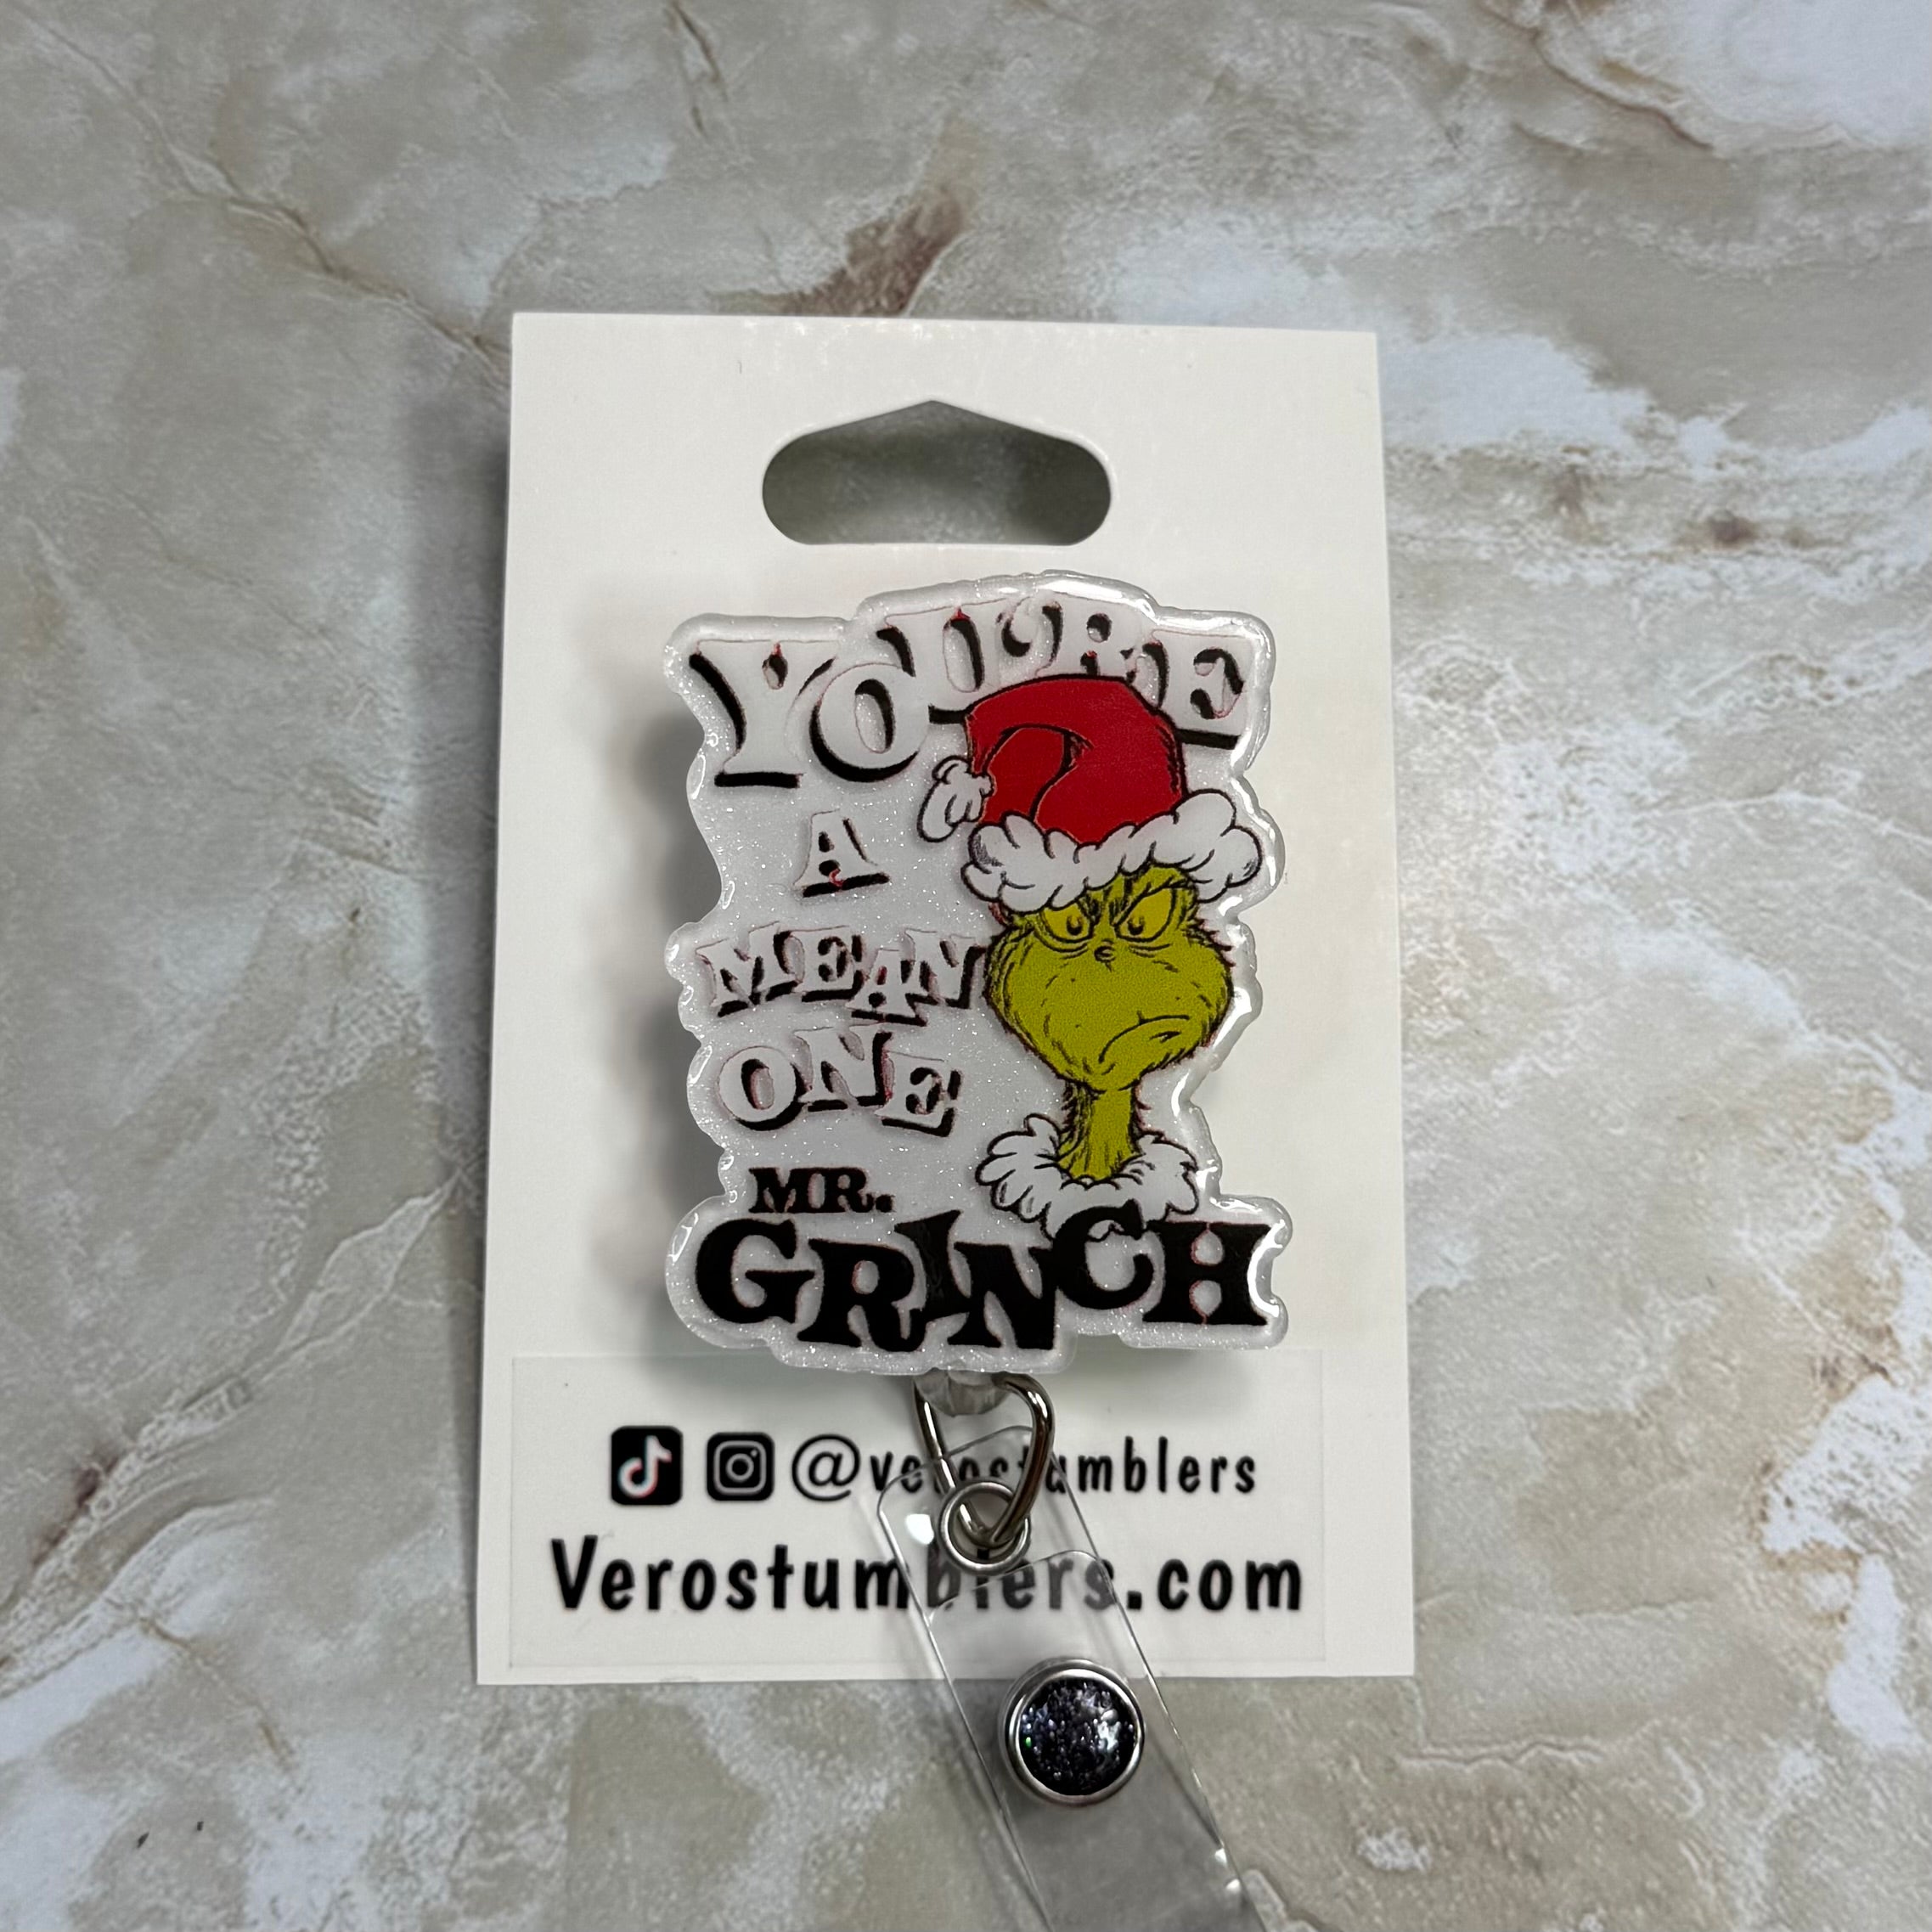 YOU'RE
A
MEAN
ONE
MR.
GRINCH
@verostumblers
Verostumblers.com